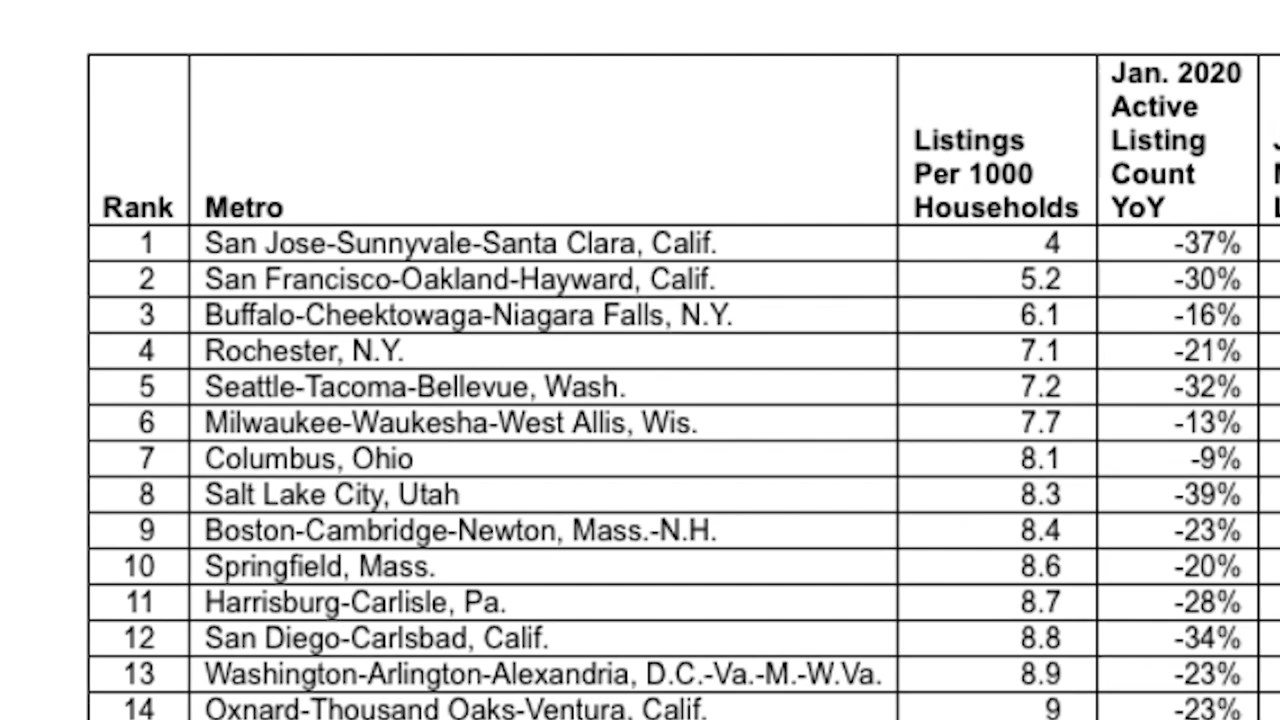 Rank Metro Listings Per 1000 Households Jan. 2020 Active Listing Count YoY
1 San Jose-Sunnyvale-Santa Clara, Calif. 4 -37%
2 San Francisco-Oakland-Hayward, Calif. 5.2 -30%
3 Buffalo-Cheektowaga-Niagara Falls, N.Y. 6.1 -16%
4 Rochester, N.Y. 7.1 -21%
5 Seattle-Tacoma-Bellevue, Wash. 7.2 -32%
6 Milwaukee-Waukesha-West Allis, Wis. 7.7 -13%
7 Columbus, Ohio 8.1 -9%
8 Salt Lake City, Utah 8.3 -39%
9 Boston-Cambridge-Newton, Mass.-N.H. 8.4 -23%
10 Springfield, Mass. 8.6 -20%
11 Harrisburg-Carlisle, Pa. 8.7 -28%
12 San Diego-Carlsbad, Calif. 8.8 -34%
13 Washington-Arlington-Alexandria, D.C.-Va.-M.-W.Va. 8.9 -23%
14 Oxnard-Thousand Oaks-Ventura, Calif. 9 -23%